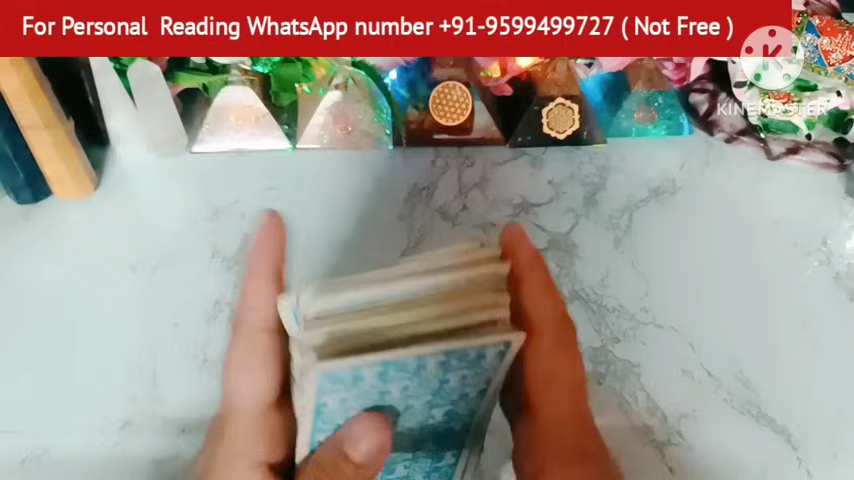 For Personal Reading WhatsApp number +91-9599499727 ( Not Free )
K
KINEMASTER